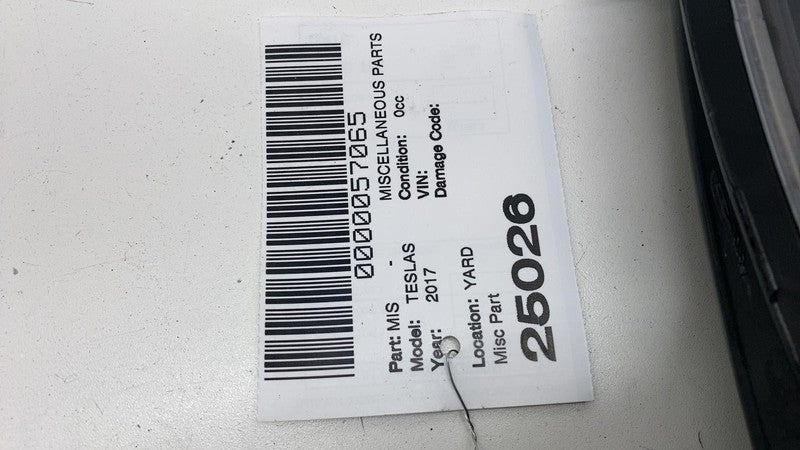 0000057065
Part: MIS - MISCELLANEOUS PARTS
Model: TESLAS Condition: 0cc
Year: 2017 VIN:
Damage Code:
Location: YARD
Misc Part
25026